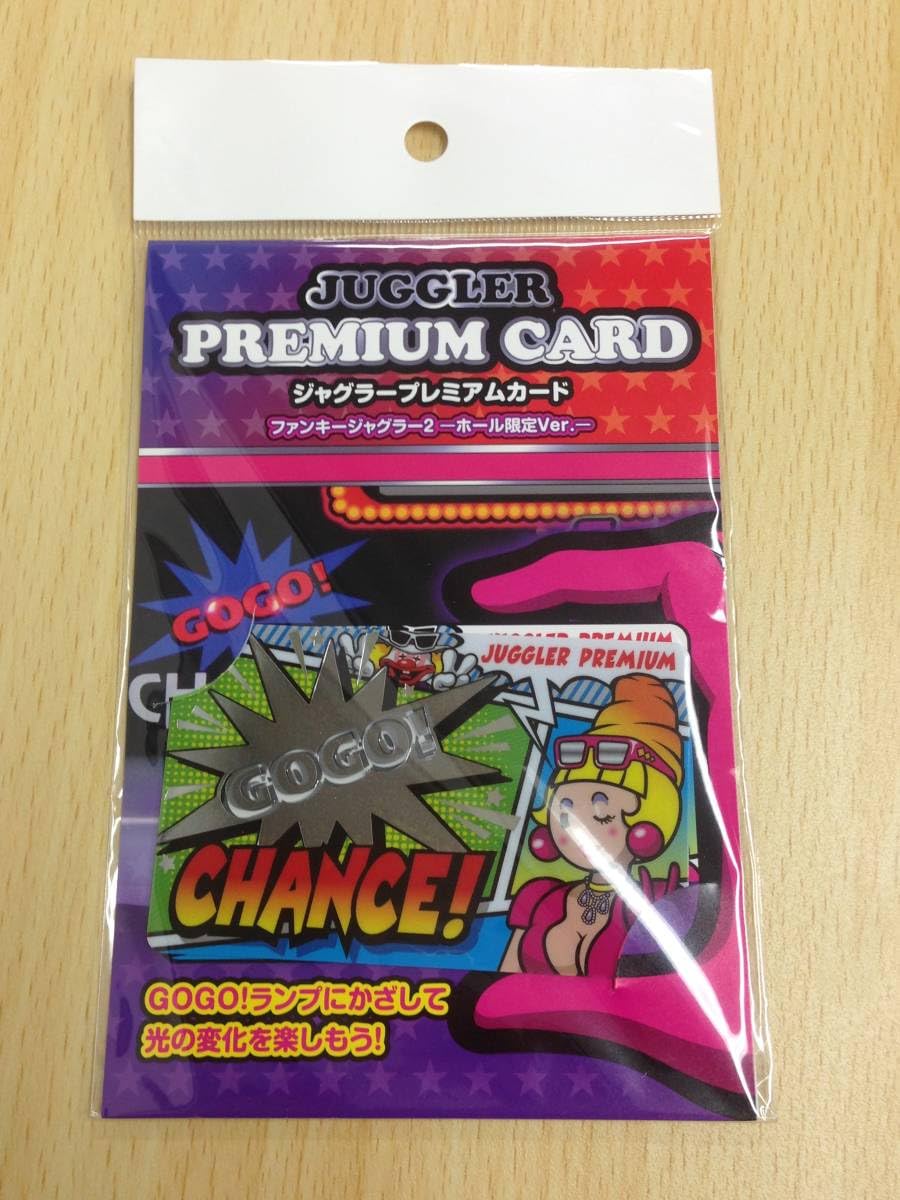 JUGGLER
PREMIUM CARD
ジャグラープレミアムカード
ファンキージャグラー2 ーホール限定Ver.ー
GOGO!
CH
JUGGLER PREMIUM
JUGGLER PREMIUM
GOGO!
CHANCE!
GOGO!ランプにかざして
光の変化を楽しもう!